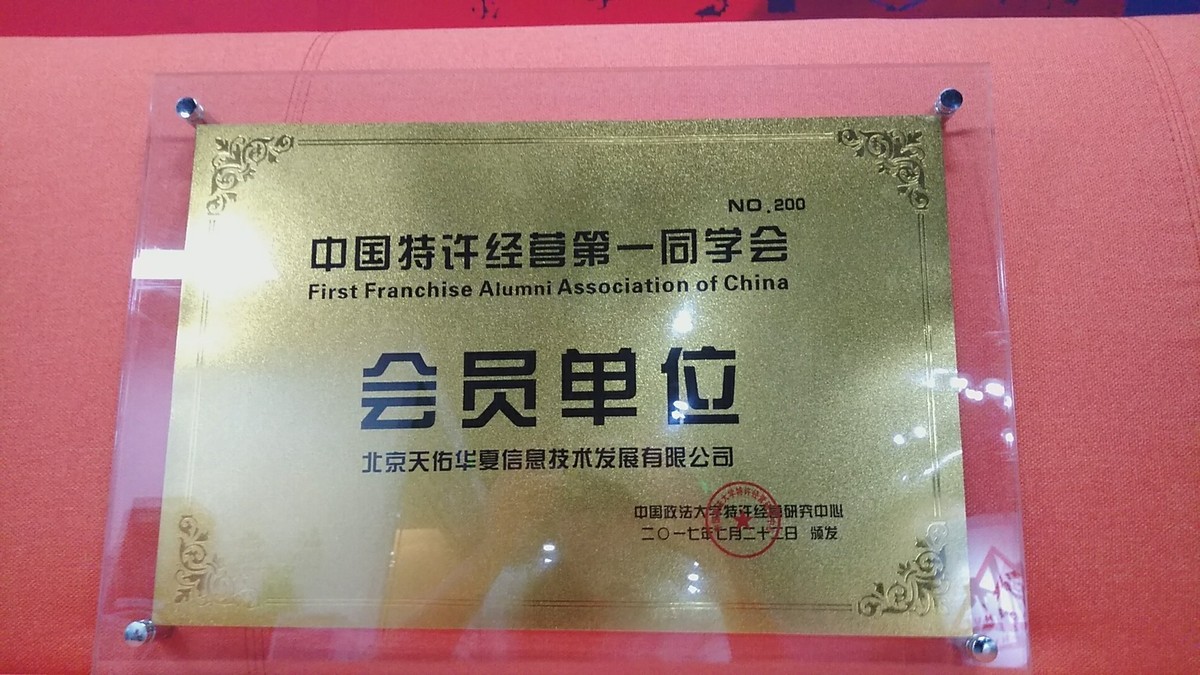 NO.200
中国特许经营第一同学会
First Franchise Alumni Association of China
会员单位
北京天佑华夏信息技术发展有限公司
中国政法大学特许经营研究中心
二〇一七年七月二十二日 颁发